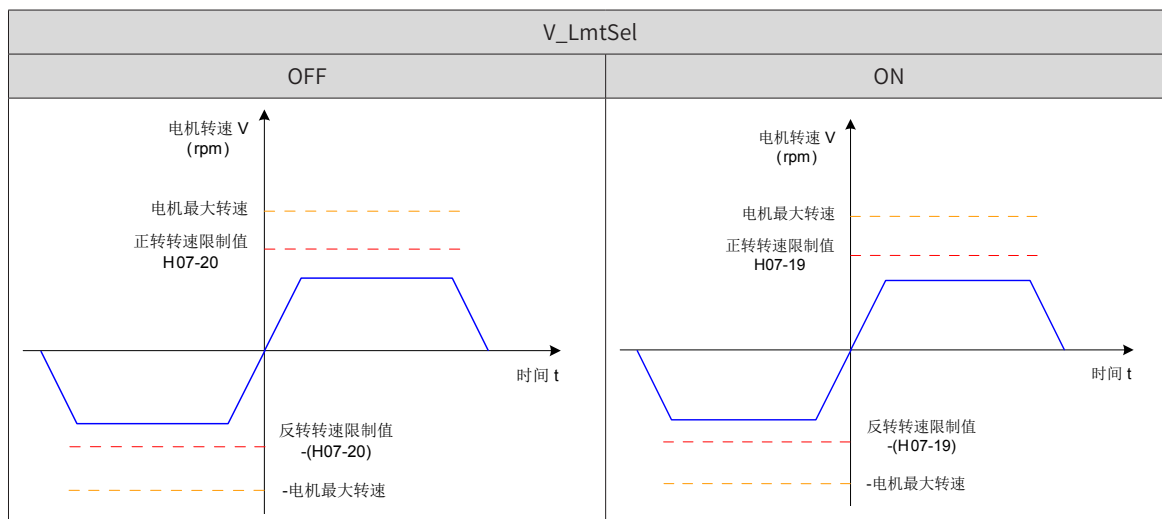 V_LmtSel
OFF
ON
电机转速 V
(rpm)
电机最大转速
正转转速限制值
H07-20
时间 t
反转转速限制值
-(H07-20)
-电机最大转速
电机转速 V
(rpm)
电机最大转速
正转转速限制值
H07-19
时间 t
反转转速限制值
-(H07-19)
-电机最大转速